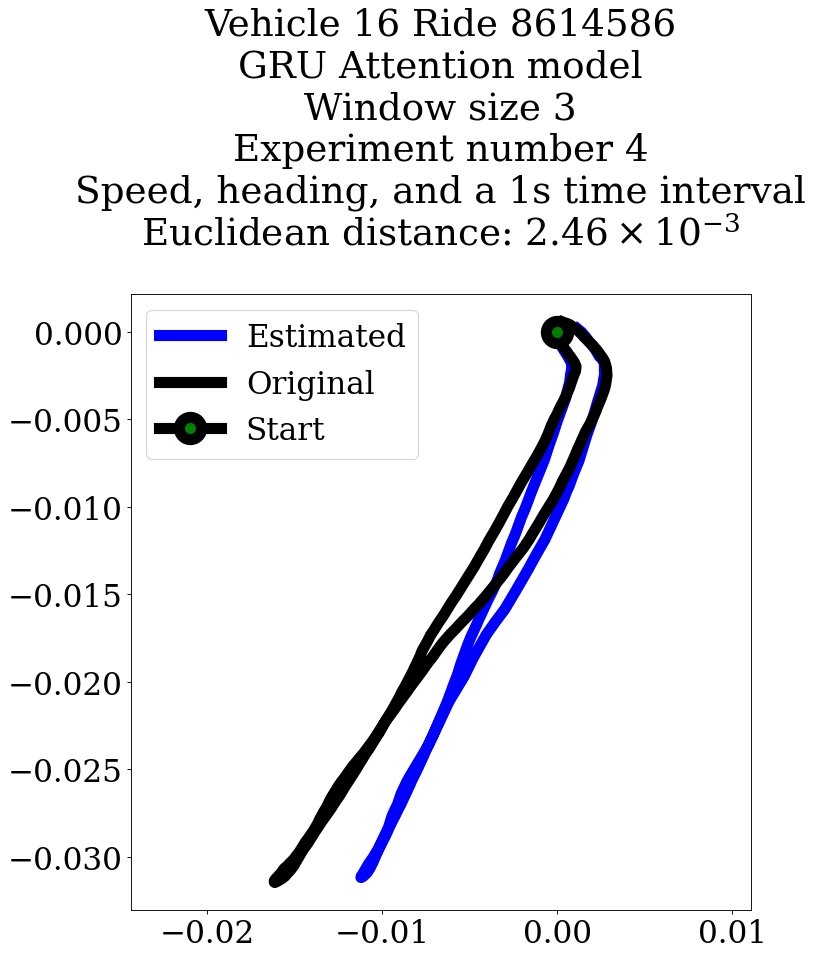 Vehicle 16 Ride 8614586
GRU Attention model
Window size 3
Experiment number 4
Speed, heading, and a 1s time interval
Euclidean distance: 2.46 × 10⁻³
Estimated
Original
Start
0.000
−0.005
−0.010
−0.015
−0.020
−0.025
−0.030
−0.02 −0.01 0.00 0.01